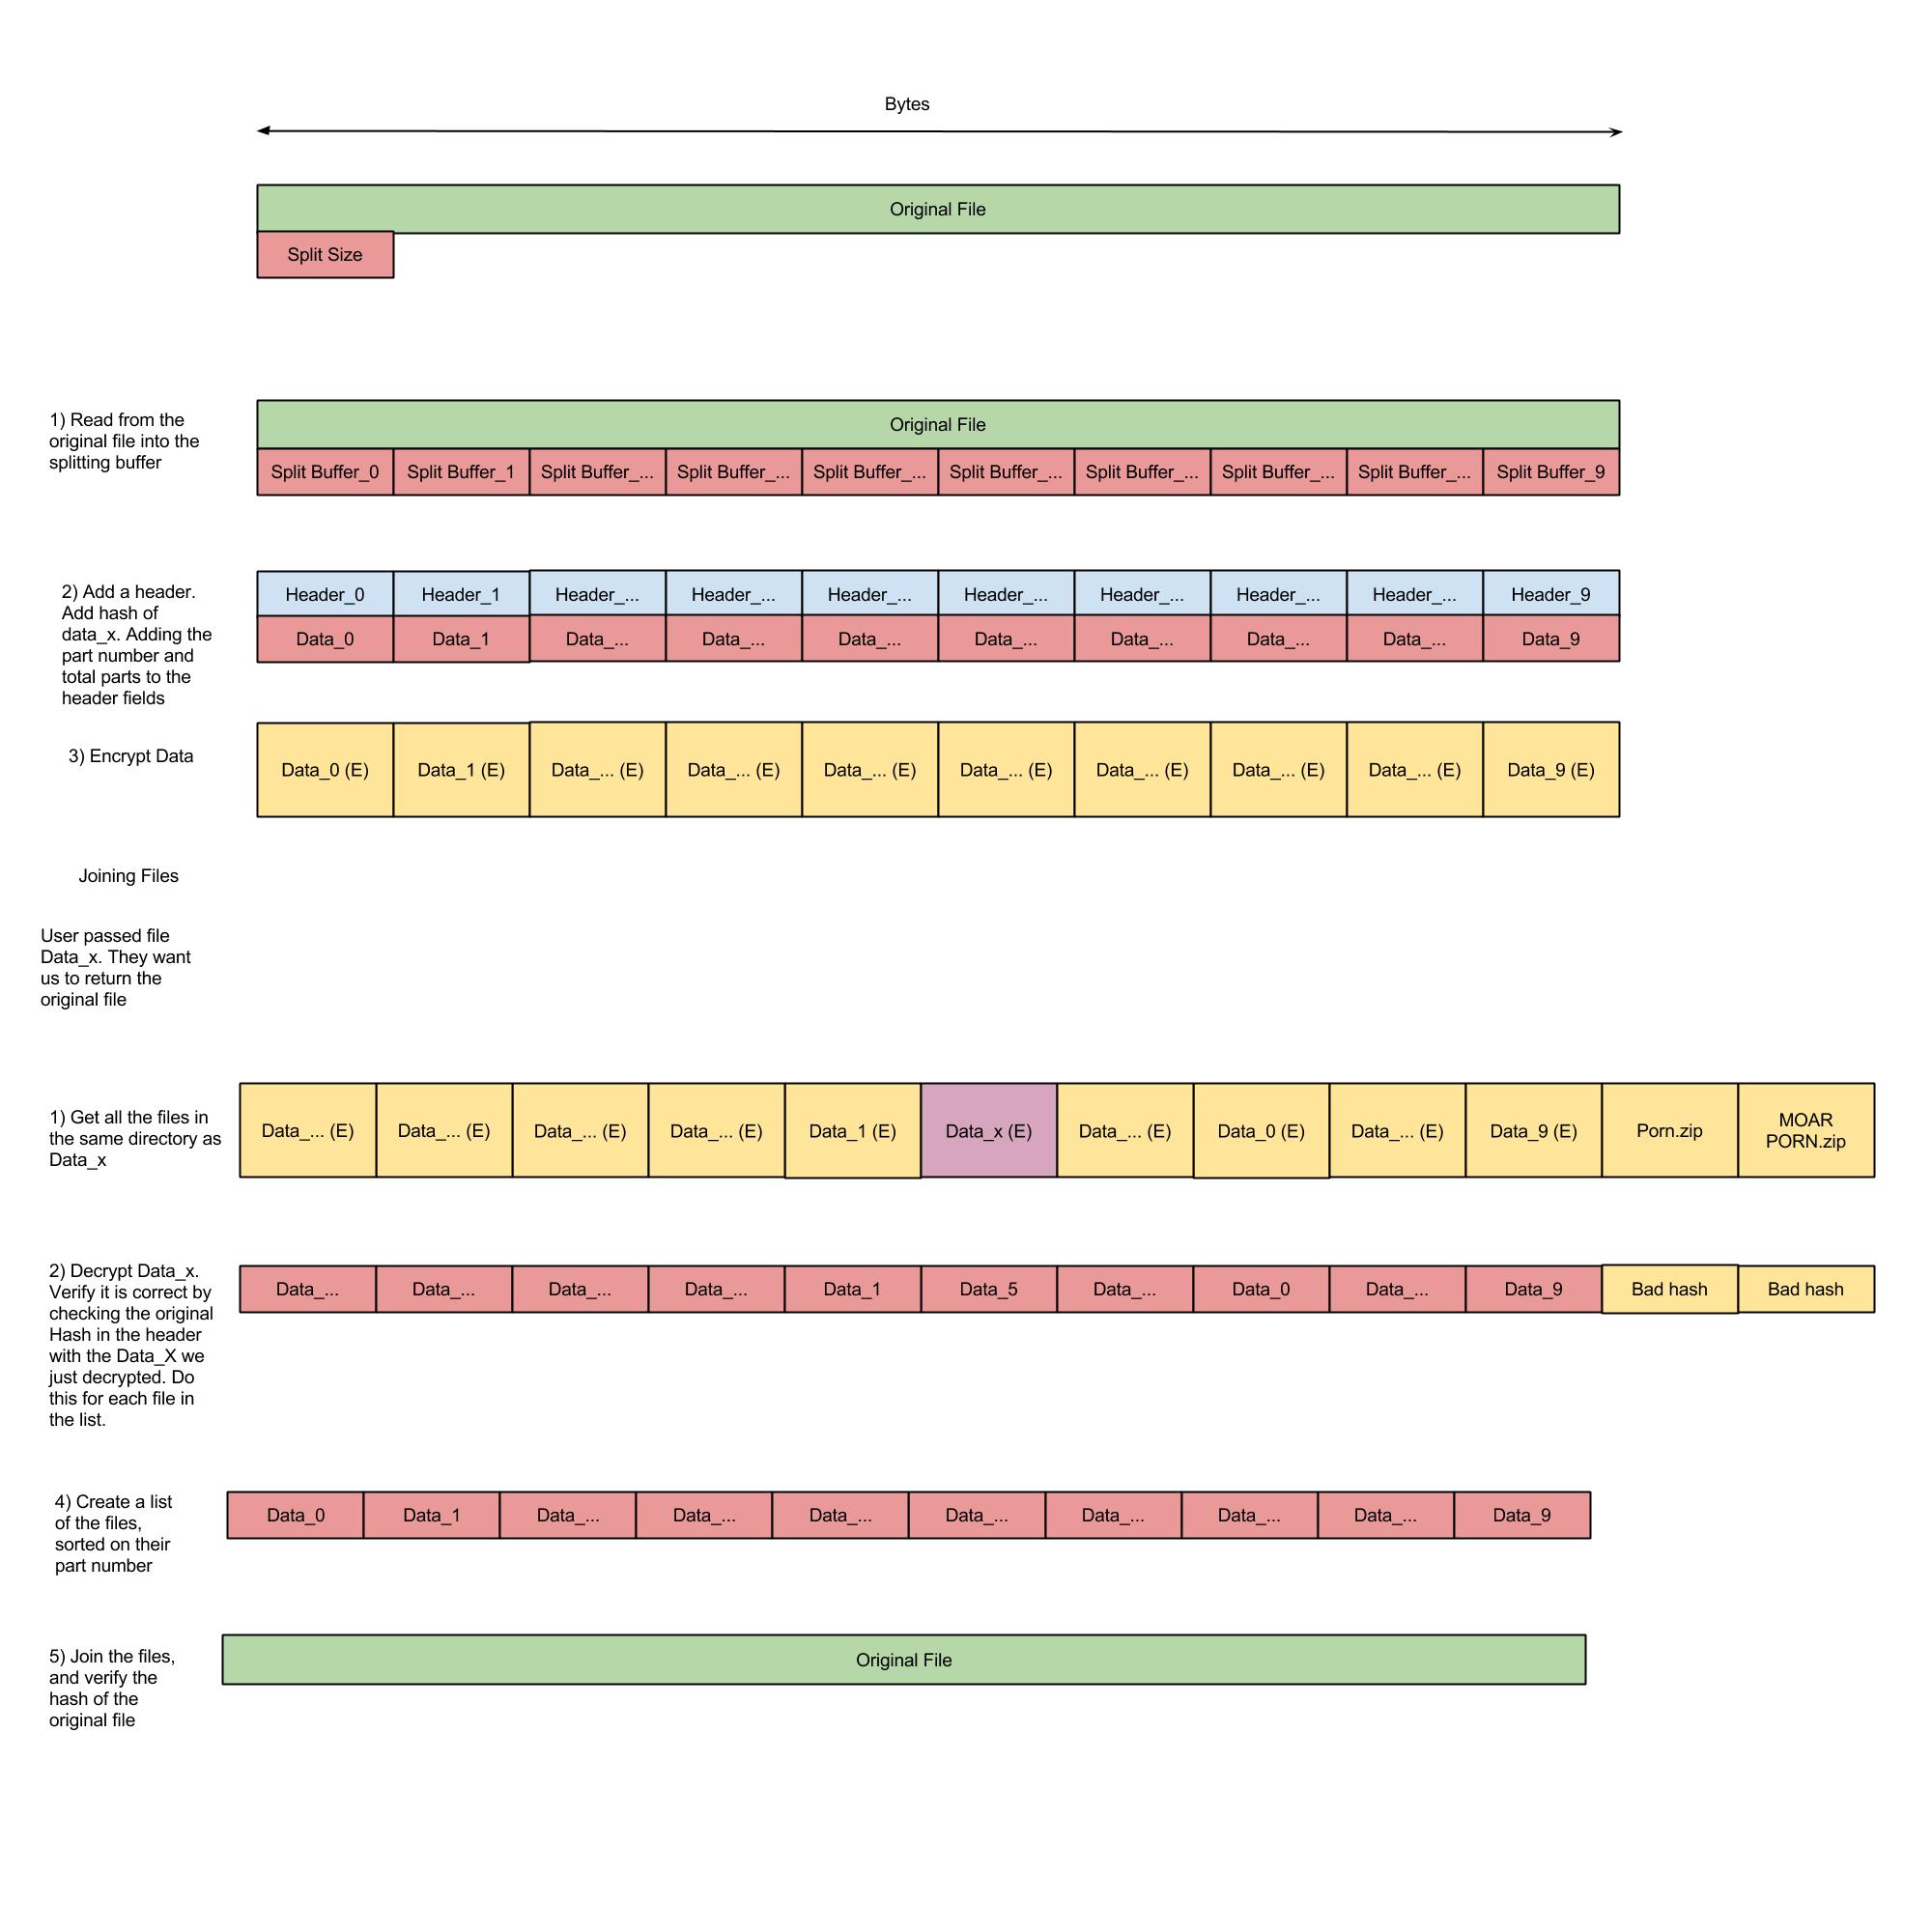 Bytes
Original File
Split Size
1) Read from the
original file into the
splitting buffer
Original File
Split Buffer_0 Split Buffer_1 Split Buffer_... Split Buffer_... Split Buffer_... Split Buffer_... Split Buffer_... Split Buffer_... Split Buffer_... Split Buffer_9
2) Add a header.
Add hash of
data_x. Adding the
part number and
total parts to the
header fields
Header_0 Header_1 Header_... Header_... Header_... Header_... Header_... Header_... Header_... Header_9
Data_0 Data_1 Data_... Data_... Data_... Data_... Data_... Data_... Data_... Data_9
3) Encrypt Data
Data_0 (E) Data_1 (E) Data_... (E) Data_... (E) Data_... (E) Data_... (E) Data_... (E) Data_... (E) Data_... (E) Data_9 (E)
Joining Files
User passed file
Data_x. They want
us to return the
original file
1) Get all the files in
the same directory as
Data_x
Data_... (E) Data_... (E) Data_... (E) Data_... (E) Data_1 (E) Data_x (E) Data_... (E) Data_0 (E) Data_... (E) Data_9 (E) Porn.zip
MOAR
PORN.zip
2) Decrypt Data_x.
Verify it is correct by
checking the original
Hash in the header
with the Data_X we
just decrypted. Do
this for each file in
the list.
Data_... Data_... Data_... Data_... Data_1 Data_5 Data_... Data_0 Data_... Data_9 Bad hash Bad hash
4) Create a list
of the files,
sorted on their
part number
Data_0 Data_1 Data_... Data_... Data_... Data_... Data_... Data_... Data_... Data_9
5) Join the files,
and verify the
hash of the
original file
Original File